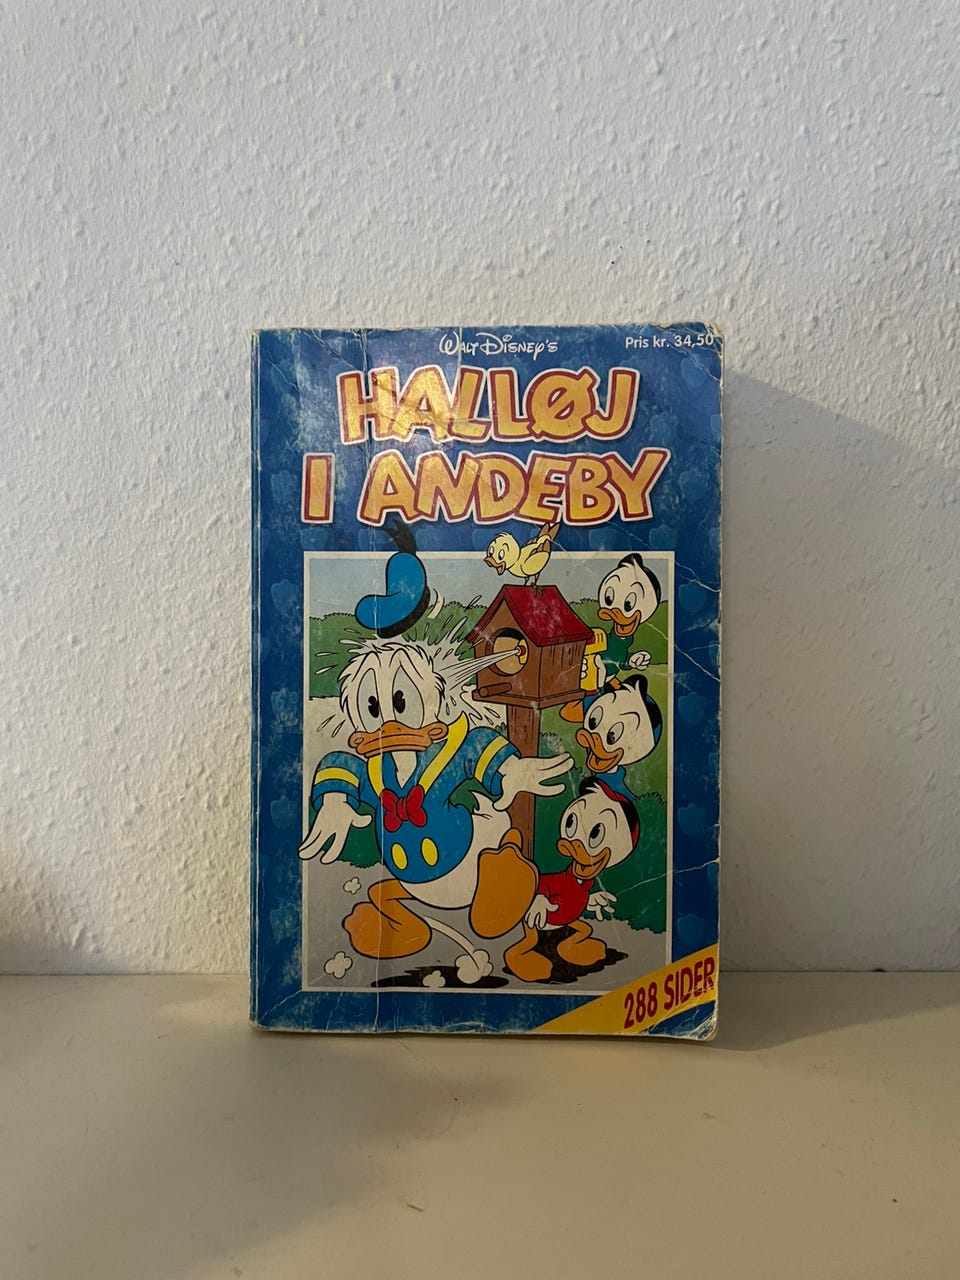 Walt Disney's
Pris kr. 34,50
HALLØJ
I ANDEBY
288 SIDER